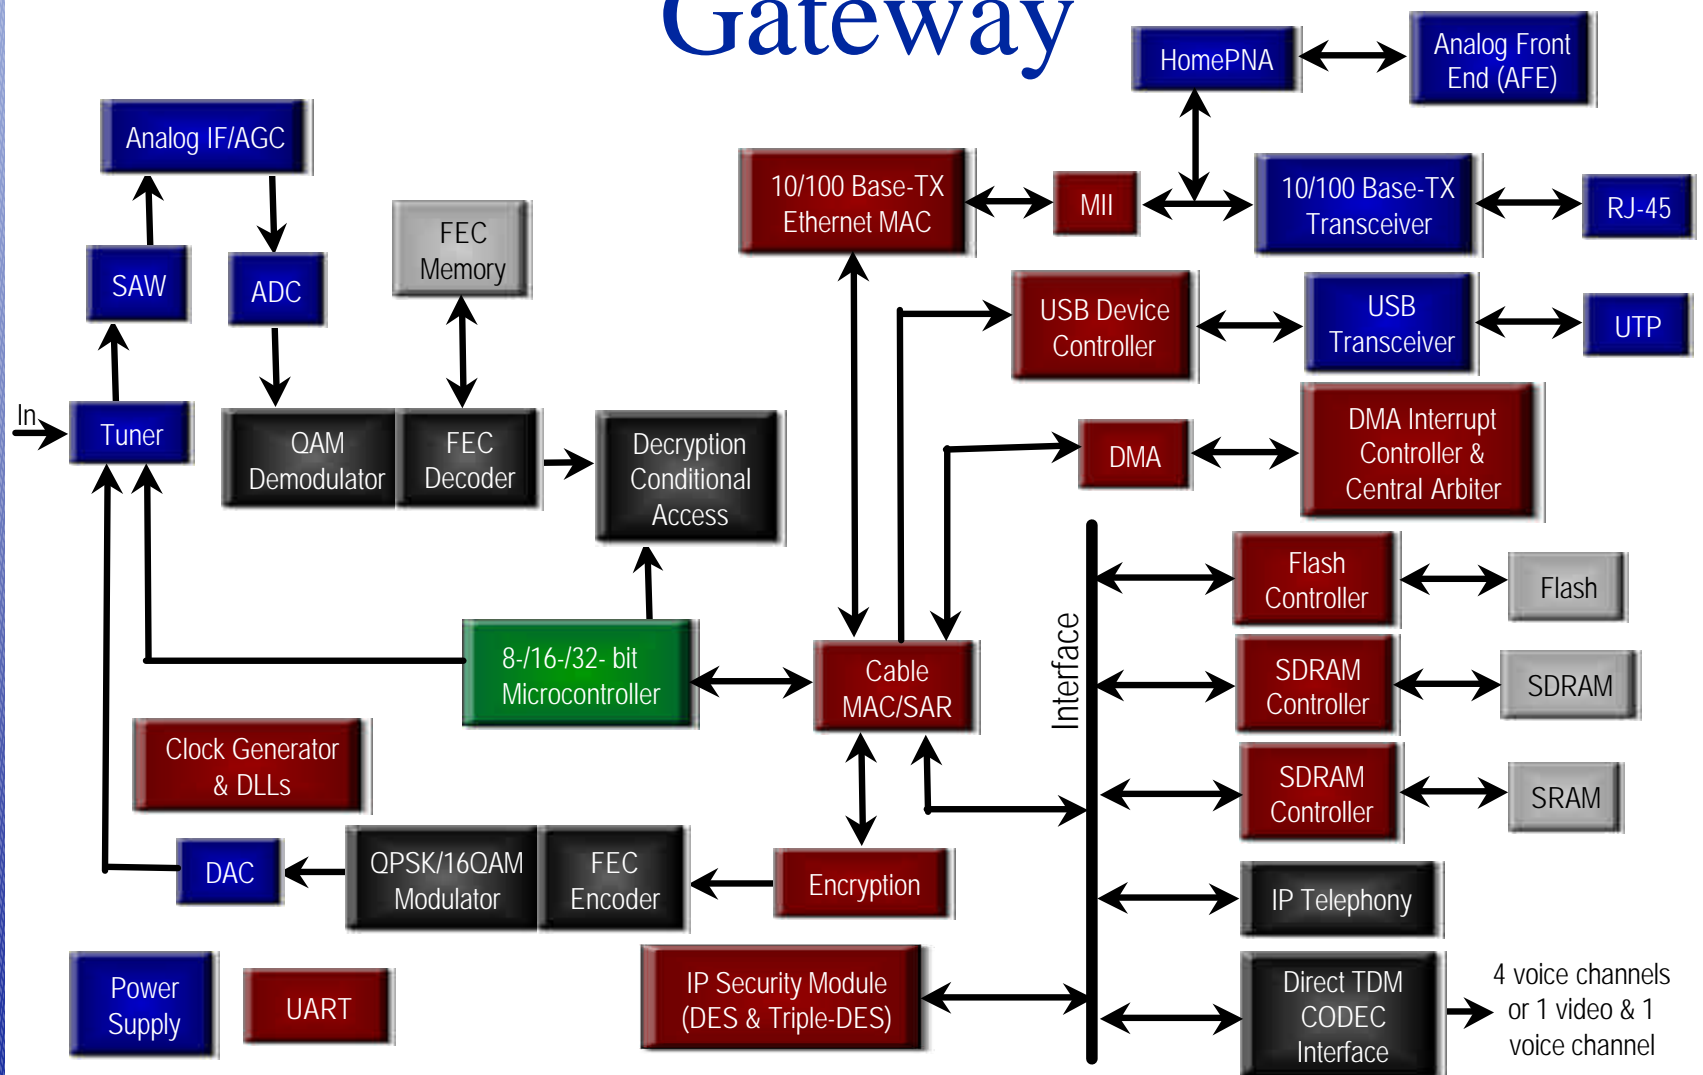 Gateway
HomePNA
Analog Front
End (AFE)
Analog IF/AGC
10/100 Base-TX
Ethernet MAC
MII
10/100 Base-TX
Transceiver
RJ-45
FEC
Memory
SAW
ADC
USB Device
Controller
USB
Transceiver
UTP
In
Tuner
QAM
Demodulator
FEC
Decoder
Decryption
Conditional
Access
DMA
DMA Interrupt
Controller &
Central Arbiter
Interface
Flash
Controller
Flash
8-/16-/32- bit
Microcontroller
Cable
MAC/SAR
SDRAM
Controller
SDRAM
Clock Generator
& DLLs
SDRAM
Controller
SRAM
DAC
QPSK/16QAM
Modulator
FEC
Encoder
Encryption
IP Telephony
Power
Supply
UART
IP Security Module
(DES & Triple-DES)
Direct TDM
CODEC
Interface
4 voice channels
or 1 video & 1
voice channel